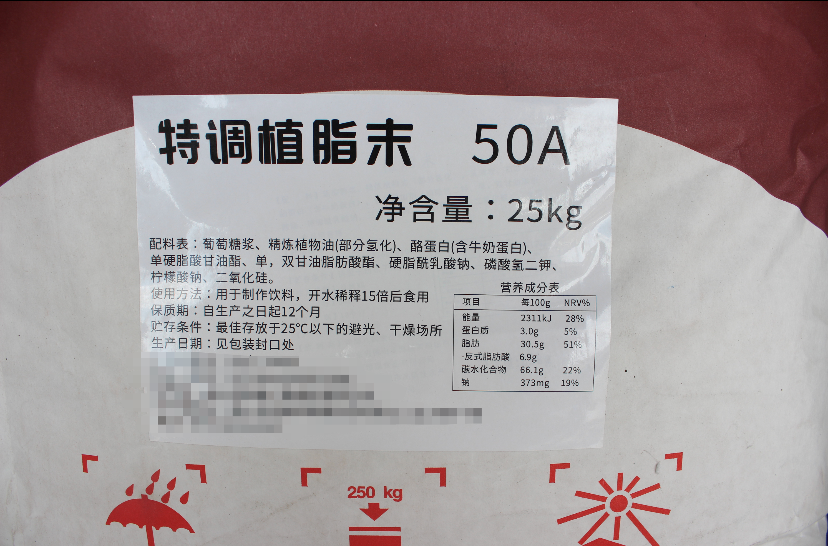 特调植脂末 50A
净含量：25kg
配料表：葡萄糖浆、精炼植物油(部分氢化)、酪蛋白(含牛奶蛋白)、
单硬脂酸甘油酯、单，双甘油脂肪酸酯、硬脂酰乳酸钠、磷酸氢二钾、
柠檬酸钠、二氧化硅。
使用方法：用于制作饮料，开水稀释15倍后食用
保质期：自生产之日起12个月
贮存条件：最佳存放于25℃以下的避光、干燥场所
生产日期：见包装封口处
营养成分表
项目 每100g NRV%
能量 2311kJ 28%
蛋白质 3.0g 5%
脂肪 30.5g 51%
-反式脂肪酸 6.9g
碳水化合物 66.1g 22%
钠 373mg 19%
250 kg